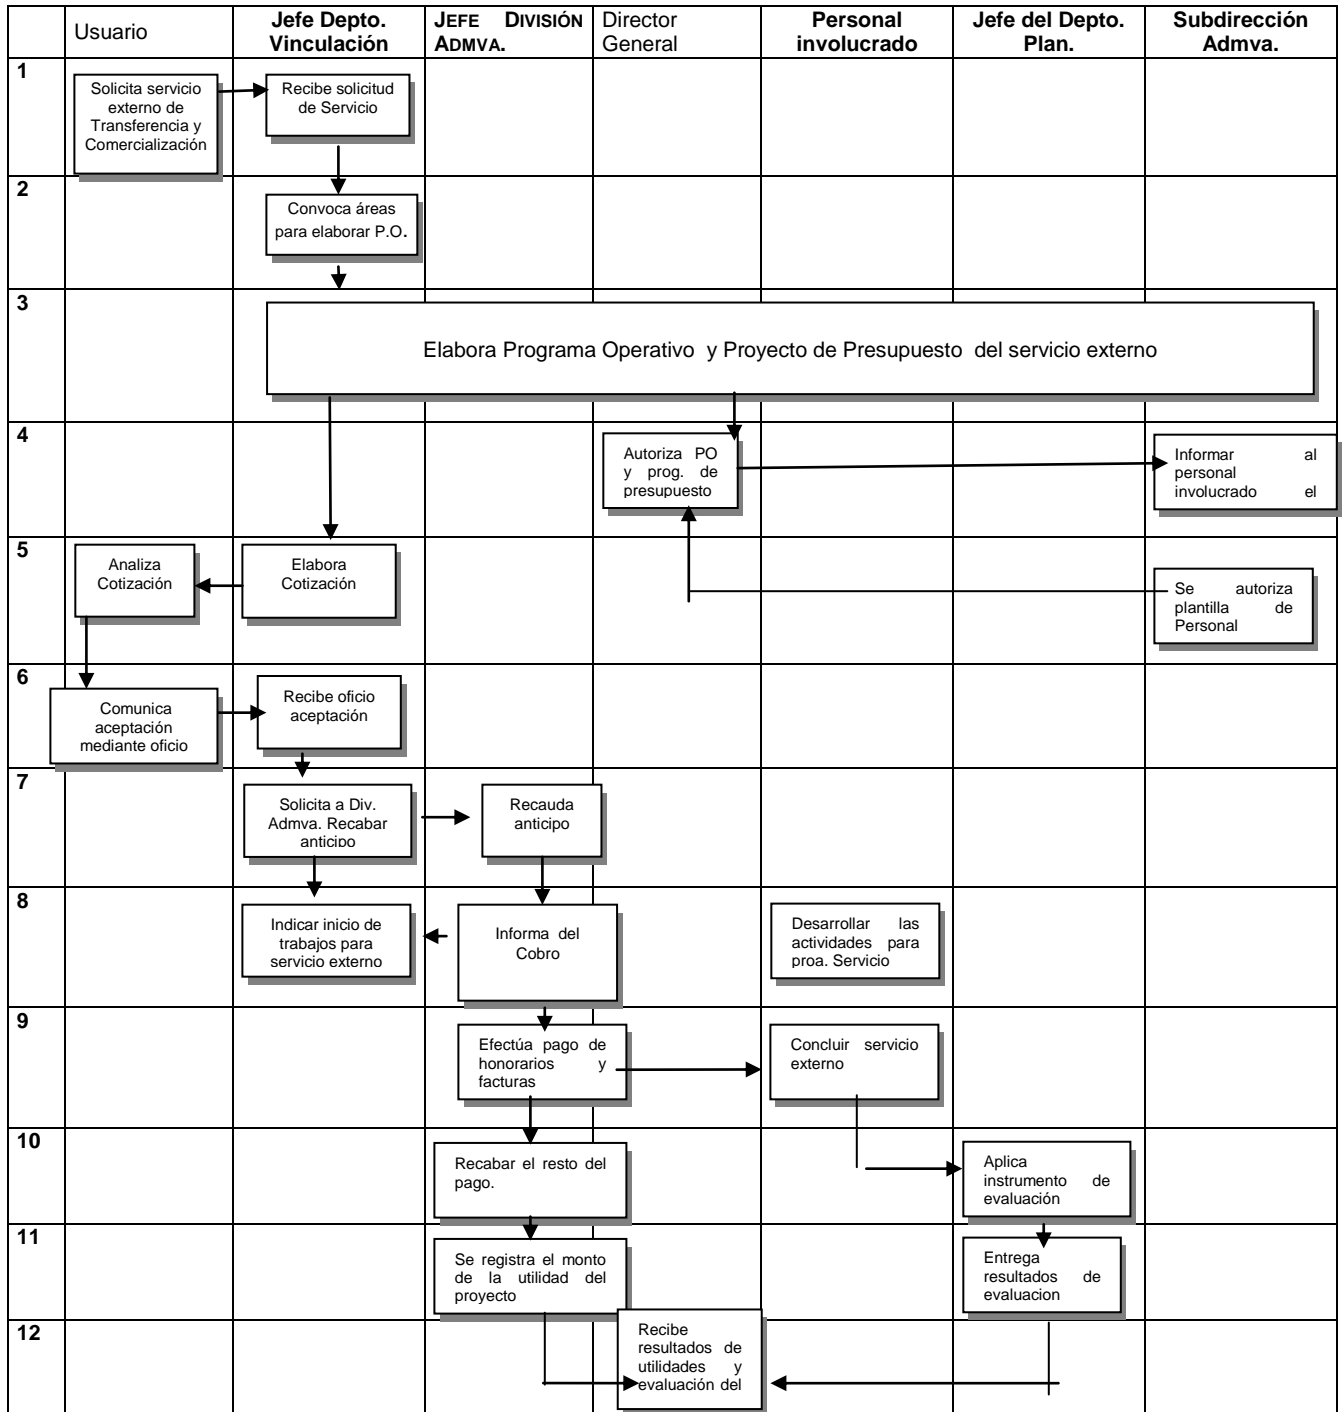 Usuario
Jefe Depto.
Vinculación
JEFE DIVISIÓN
ADMVA.
Director
General
Personal
involucrado
Jefe del Depto.
Plan.
Subdirección
Admva.
1
Solicita servicio
externo de
Transferencia y
Comercialización
Recibe solicitud
de Servicio
2
Convoca áreas
para elaborar P.O.
3
Elabora Programa Operativo y Proyecto de Presupuesto del servicio externo
4
Autoriza PO
y prog. de
presupuesto
Informar al
personal
involucrado el
5
Analiza
Cotización
Elabora
Cotización
Se autoriza
plantilla de
Personal
6
Comunica
aceptación
mediante oficio
Recibe oficio
aceptación
7
Solicita a Div.
Admva. Recabar
anticipo
Recauda
anticipo
8
Indicar inicio de
trabajos para
servicio externo
Informa del
Cobro
Desarrollar las
actividades para
proa. Servicio
9
Efectúa pago de
honorarios y
facturas
Concluir servicio
externo
10
Recabar el resto del
pago.
Aplica
instrumento de
evaluación
11
Se registra el monto
de la utilidad del
proyecto
Entrega
resultados de
evaluacion
12
Recibe
resultados de
utilidades y
evaluación del